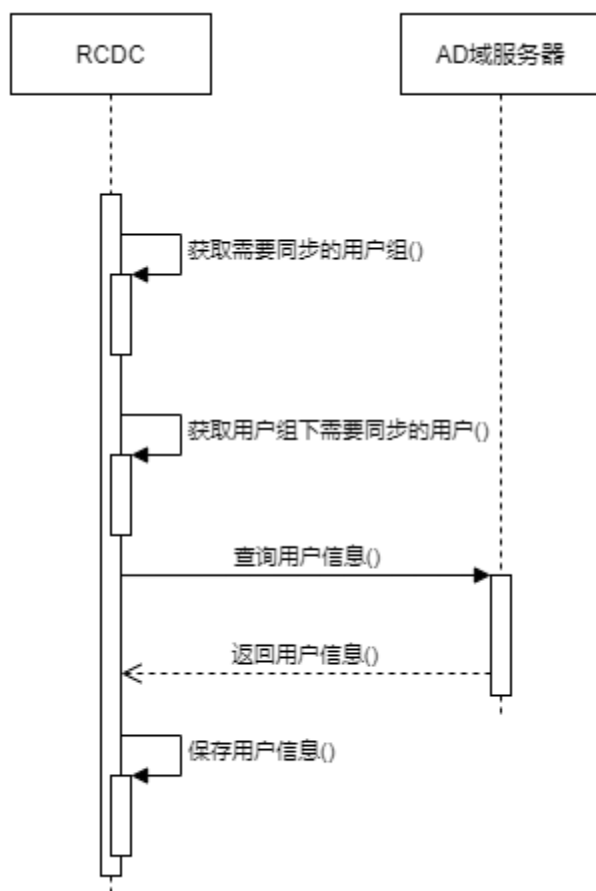 RCDC
AD域服务器
获取需要同步的用户组()
获取用户组下需要同步的用户()
查询用户信息()
返回用户信息()
保存用户信息()